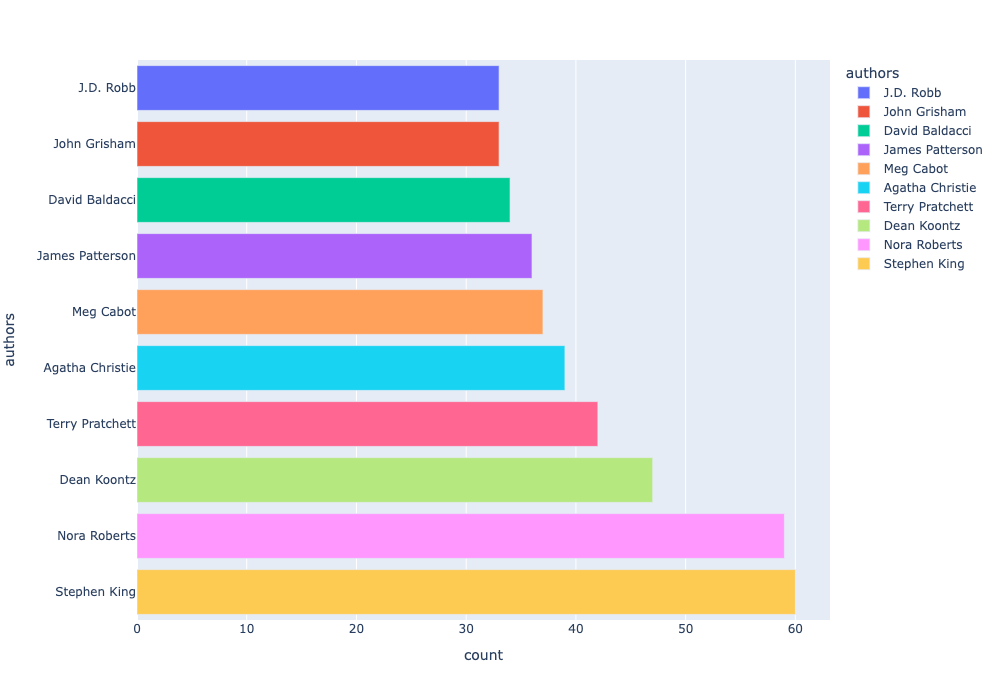 J.D. Robb
John Grisham
David Baldacci
James Patterson
Meg Cabot
Agatha Christie
Terry Pratchett
Dean Koontz
Nora Roberts
Stephen King
authors
0 10 20 30 40 50 60
count
authors
J.D. Robb
John Grisham
David Baldacci
James Patterson
Meg Cabot
Agatha Christie
Terry Pratchett
Dean Koontz
Nora Roberts
Stephen King